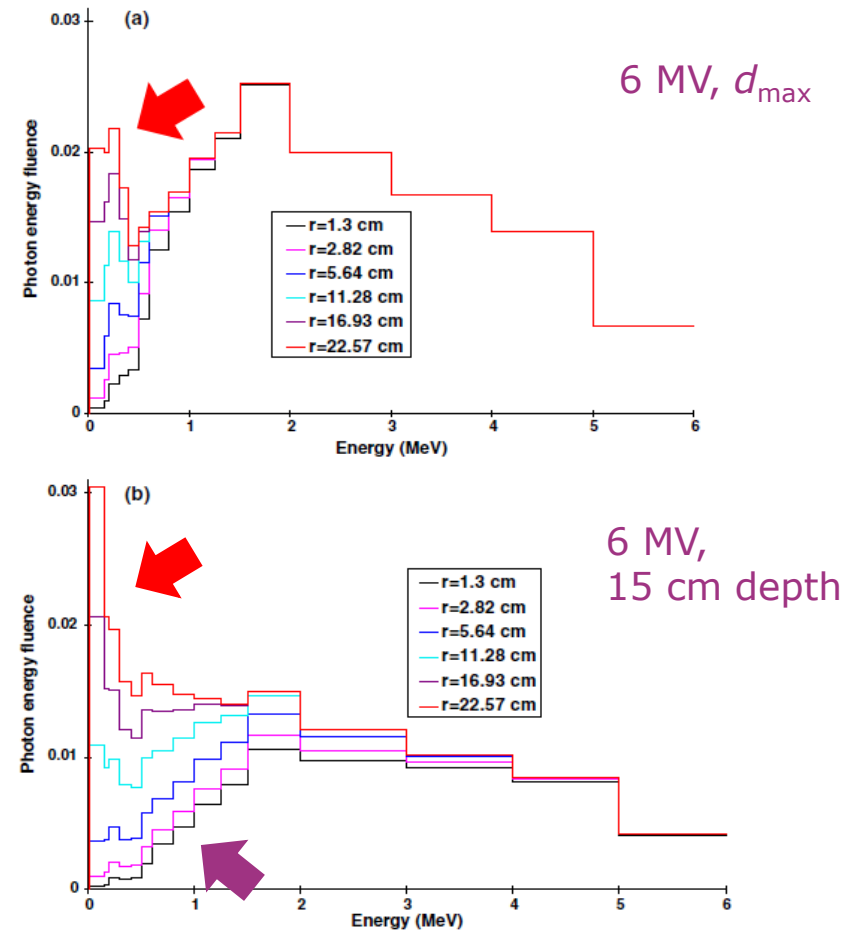 (a)
6 MV, dmax
Photon energy fluence
0.03
0.02
0.01
0
r=1.3 cm
r=2.82 cm
r=5.64 cm
r=11.28 cm
r=16.93 cm
r=22.57 cm
0 1 2 3 4 5 6
Energy (MeV)
(b)
6 MV,
15 cm depth
Photon energy fluence
0.03
0.02
0.01
0
r=1.3 cm
r=2.82 cm
r=5.64 cm
r=11.28 cm
r=16.93 cm
r=22.57 cm
0 1 2 3 4 5 6
Energy (MeV)